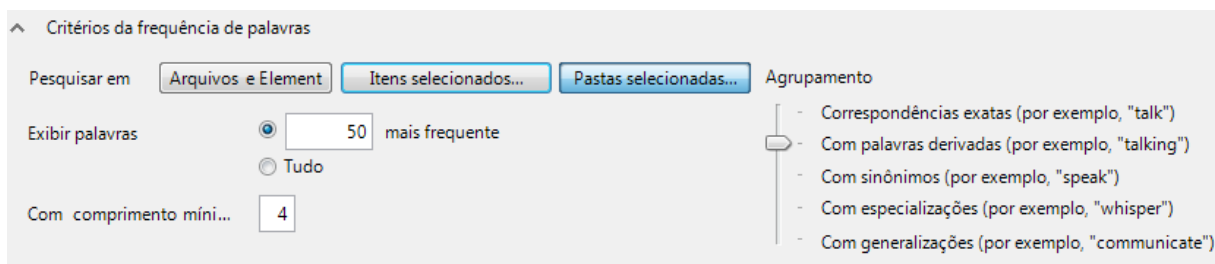 Critérios da frequência de palavras
Pesquisar em Arquivos e Element Itens selecionados... Pastas selecionadas... Agrupamento
Correspondências exatas (por exemplo, "talk")
Exibir palavras 50 mais frequente
Com palavras derivadas (por exemplo, "talking")
Tudo
Com sinônimos (por exemplo, "speak")
Com comprimento míni... 4
Com especializações (por exemplo, "whisper")
Com generalizações (por exemplo, "communicate")